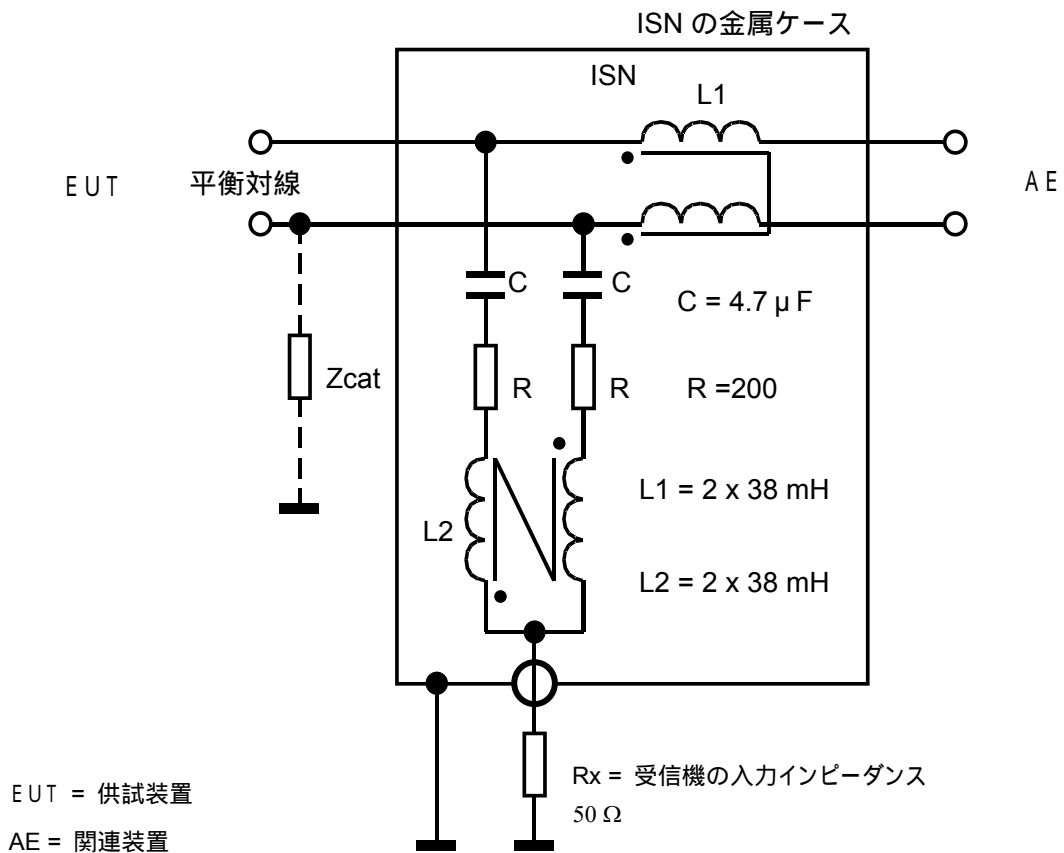 ISN の金属ケース
ISN
L1
EUT
平衡対線
AE
C
C
C = 4.7 μ F
Zcat
R
R
R =200
L1 = 2 x 38 mH
L2
L2 = 2 x 38 mH
Rx = 受信機の入力インピーダンス
50 Ω
EUT = 供試装置
AE = 関連装置